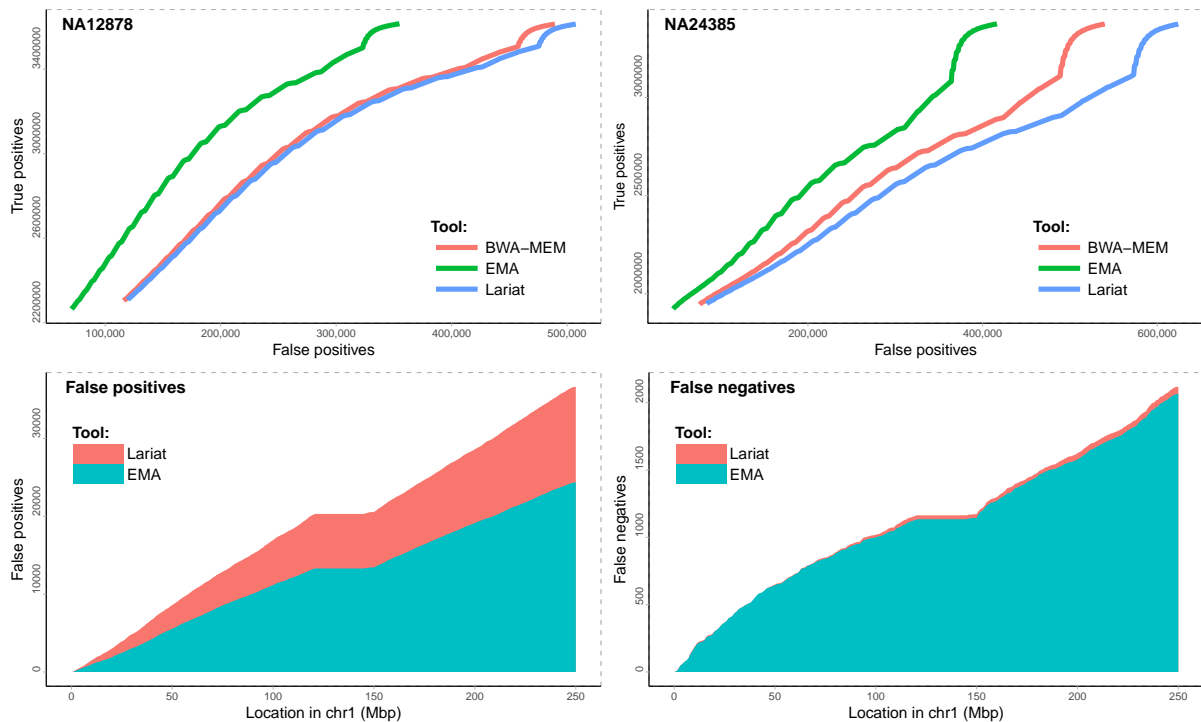 NA12878
True positives
2200000
2600000
3000000
3400000
Tool:
BWA−MEM
EMA
Lariat
100,000
200,000
300,000
400,000
500,000
False positives
NA24385
True positives
2000000
2500000
3000000
Tool:
BWA−MEM
EMA
Lariat
200,000
400,000
600,000
False positives
False positives
False positives
0
10000
20000
30000
Tool:
Lariat
EMA
0
50
100
150
200
250
Location in chr1 (Mbp)
False negatives
False negatives
0
500
1000
1500
2000
Tool:
Lariat
EMA
0
50
100
150
200
250
Location in chr1 (Mbp)